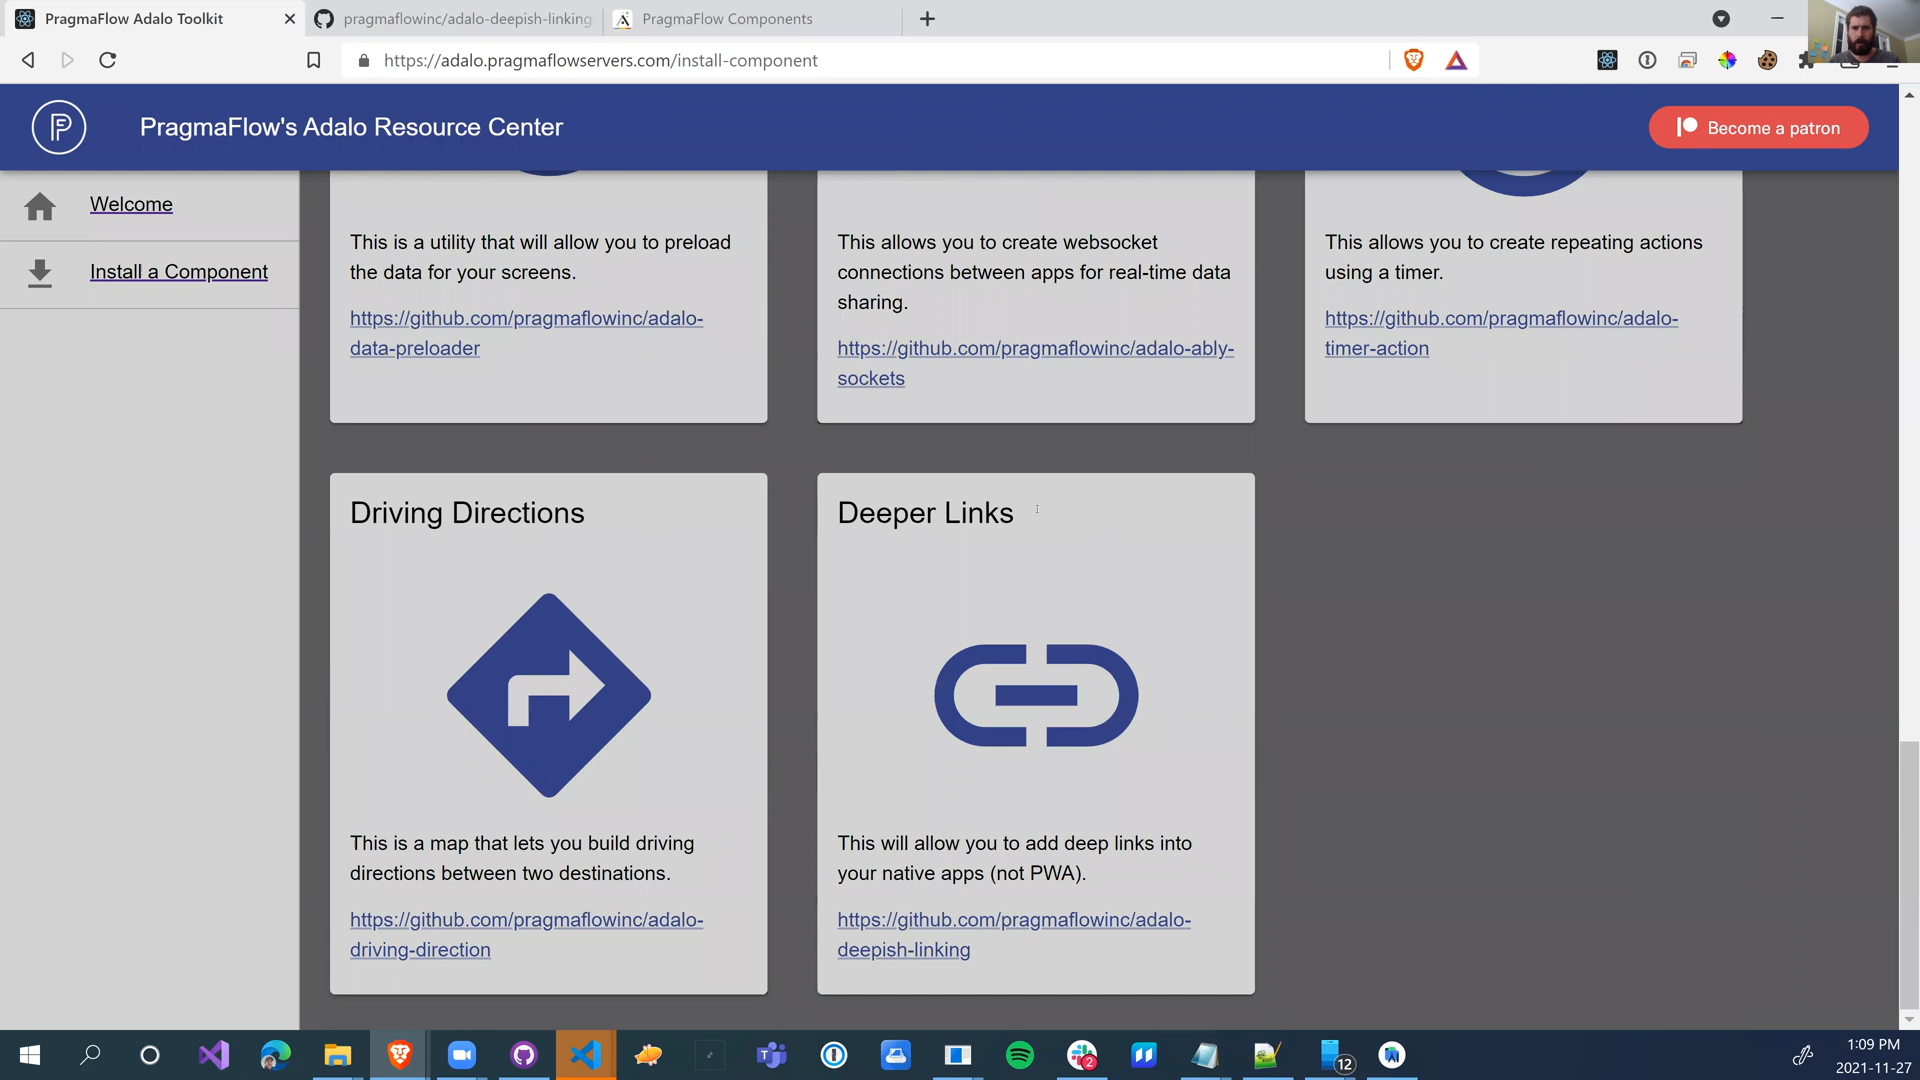 PragmaFlow Adalo Toolkit
pragmaflowinc/adalo-deepish-linking
PragmaFlow Components
https://adalo.pragmaflowservers.com/install-component
PragmaFlow's Adalo Resource Center
Become a patron
Welcome
Install a Component
This is a utility that will allow you to preload
the data for your screens.
https://github.com/pragmaflowinc/adalo-
data-preloader
This allows you to create websocket
connections between apps for real-time data
sharing.
https://github.com/pragmaflowinc/adalo-ably-
sockets
This allows you to create repeating actions
using a timer.
https://github.com/pragmaflowinc/adalo-
timer-action
Driving Directions
This is a map that lets you build driving
directions between two destinations.
https://github.com/pragmaflowinc/adalo-
driving-direction
Deeper Links
This will allow you to add deep links into
your native apps (not PWA).
https://github.com/pragmaflowinc/adalo-
deepish-linking
2
12
1:09 PM
2021-11-27